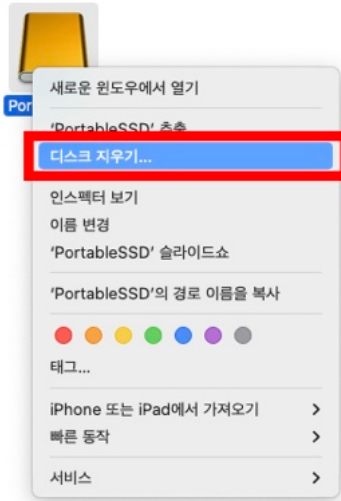 Por
새로운 윈도우에서 열기
'PortableSSD' 추출
디스크 지우기...
인스펙터 보기
이름 변경
'PortableSSD' 슬라이드쇼
'PortableSSD'의 경로 이름을 복사
태그...
iPhone 또는 iPad에서 가져오기
빠른 동작
서비스